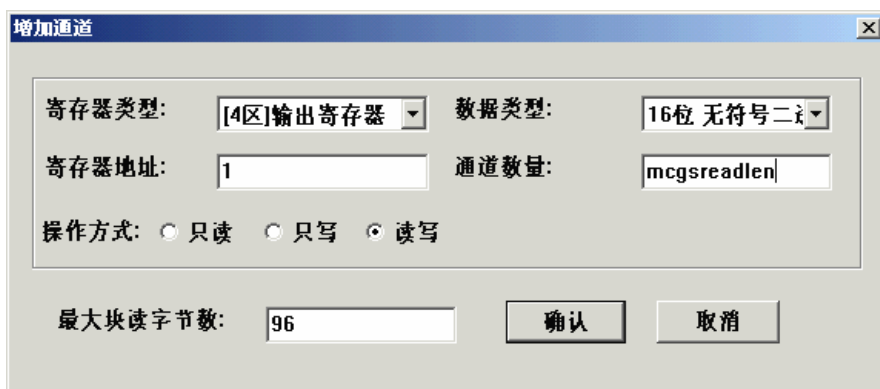 增加通道
寄存器类型: [4区]输出寄存器 数据类型: 16位 无符号二
寄存器地址: 1 通道数量: mcgsreadlen
操作方式: 只读 只写 读写
最大块读字节数: 96 确认 取消